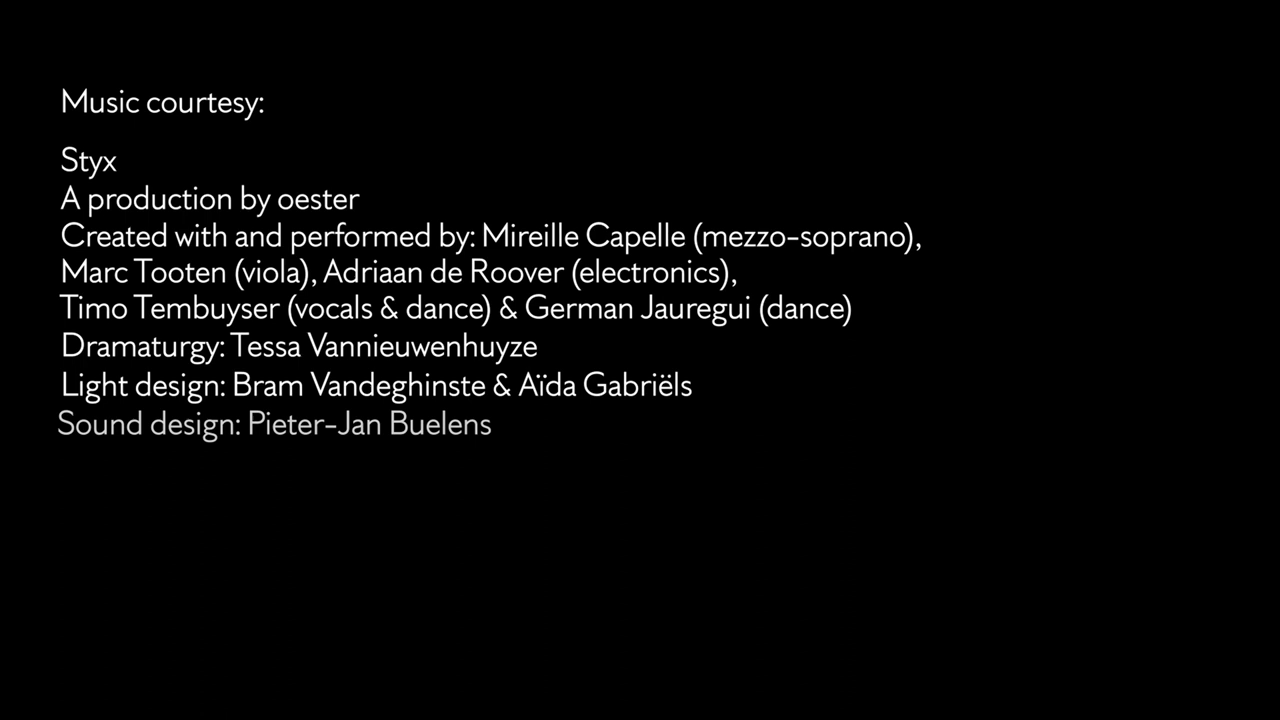 Music courtesy:
Styx
A production by oester
Created with and performed by: Mireille Capelle (mezzo-soprano),
Marc Tooten (viola), Adriaan de Roover (electronics),
Timo Tembuyser (vocals & dance) & German Jauregui (dance)
Dramaturgy: Tessa Vannieuwenhuyze
Light design: Bram Vandeghinste & Aïda Gabriëls
Sound design: Pieter-Jan Buelens